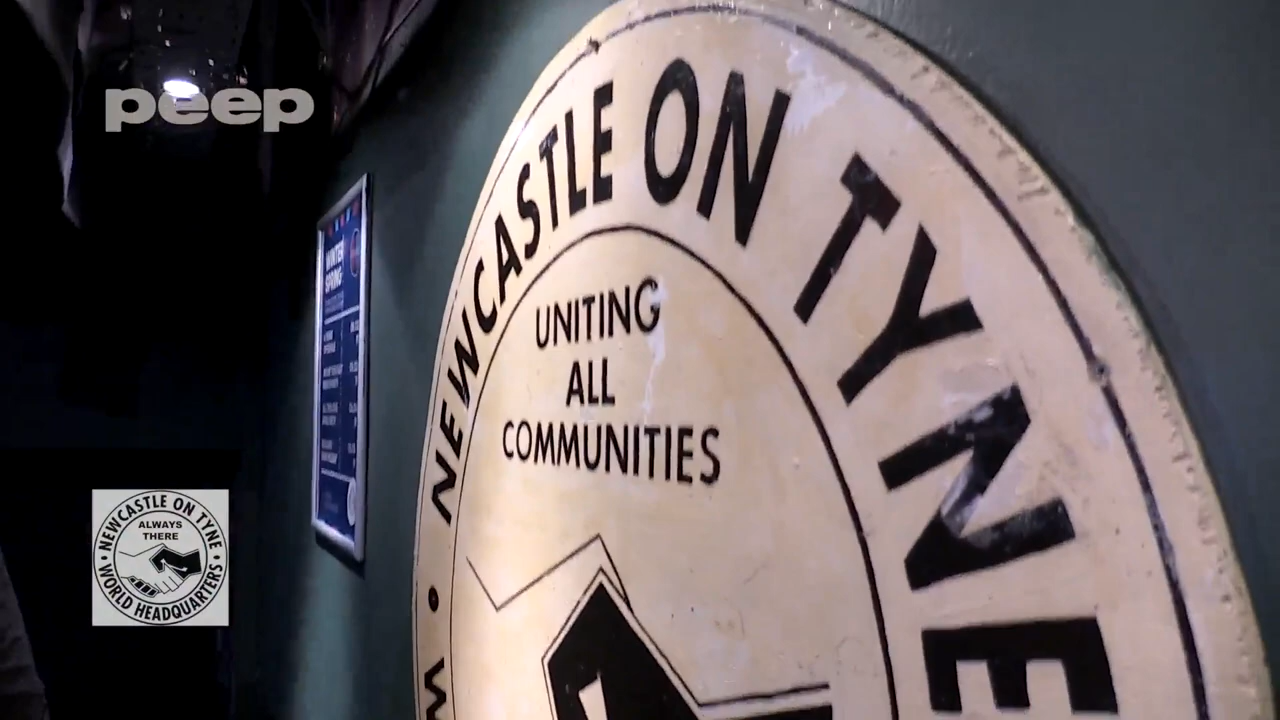 peep
WINTER
SPRING
NEWCASTLE ON TYNE
UNITING
ALL
COMMUNITIES
W
NEWCASTLE ON TYNE
ALWAYS
THERE
WORLD HEADQUARTERS